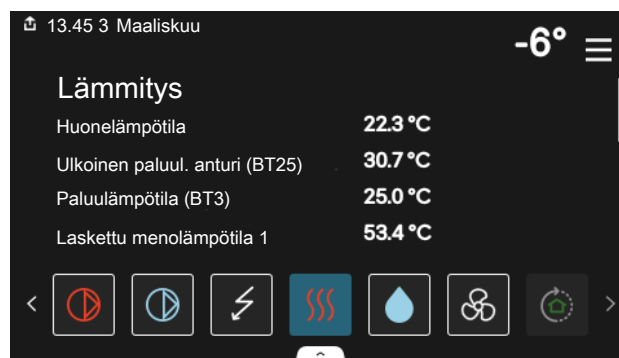 13.45 3 Maaliskuu
-6°
Lämmitys
Huonelämpötila 22.3 °C
Ulkoinen paluul. anturi (BT25) 30.7 °C
Paluulämpötila (BT3) 25.0 °C
Laskettu menolämpötila 1 53.4 °C